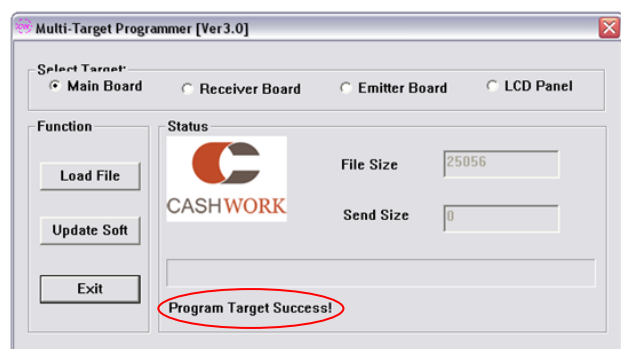 Multi-Target Programmer [Ver3.0]
Select Target:
Main Board Receiver Board Emitter Board LCD Panel
Function
Status
Load File
Update Soft
Exit
CASHWORK
File Size 25056
Send Size 0
Program Target Success!